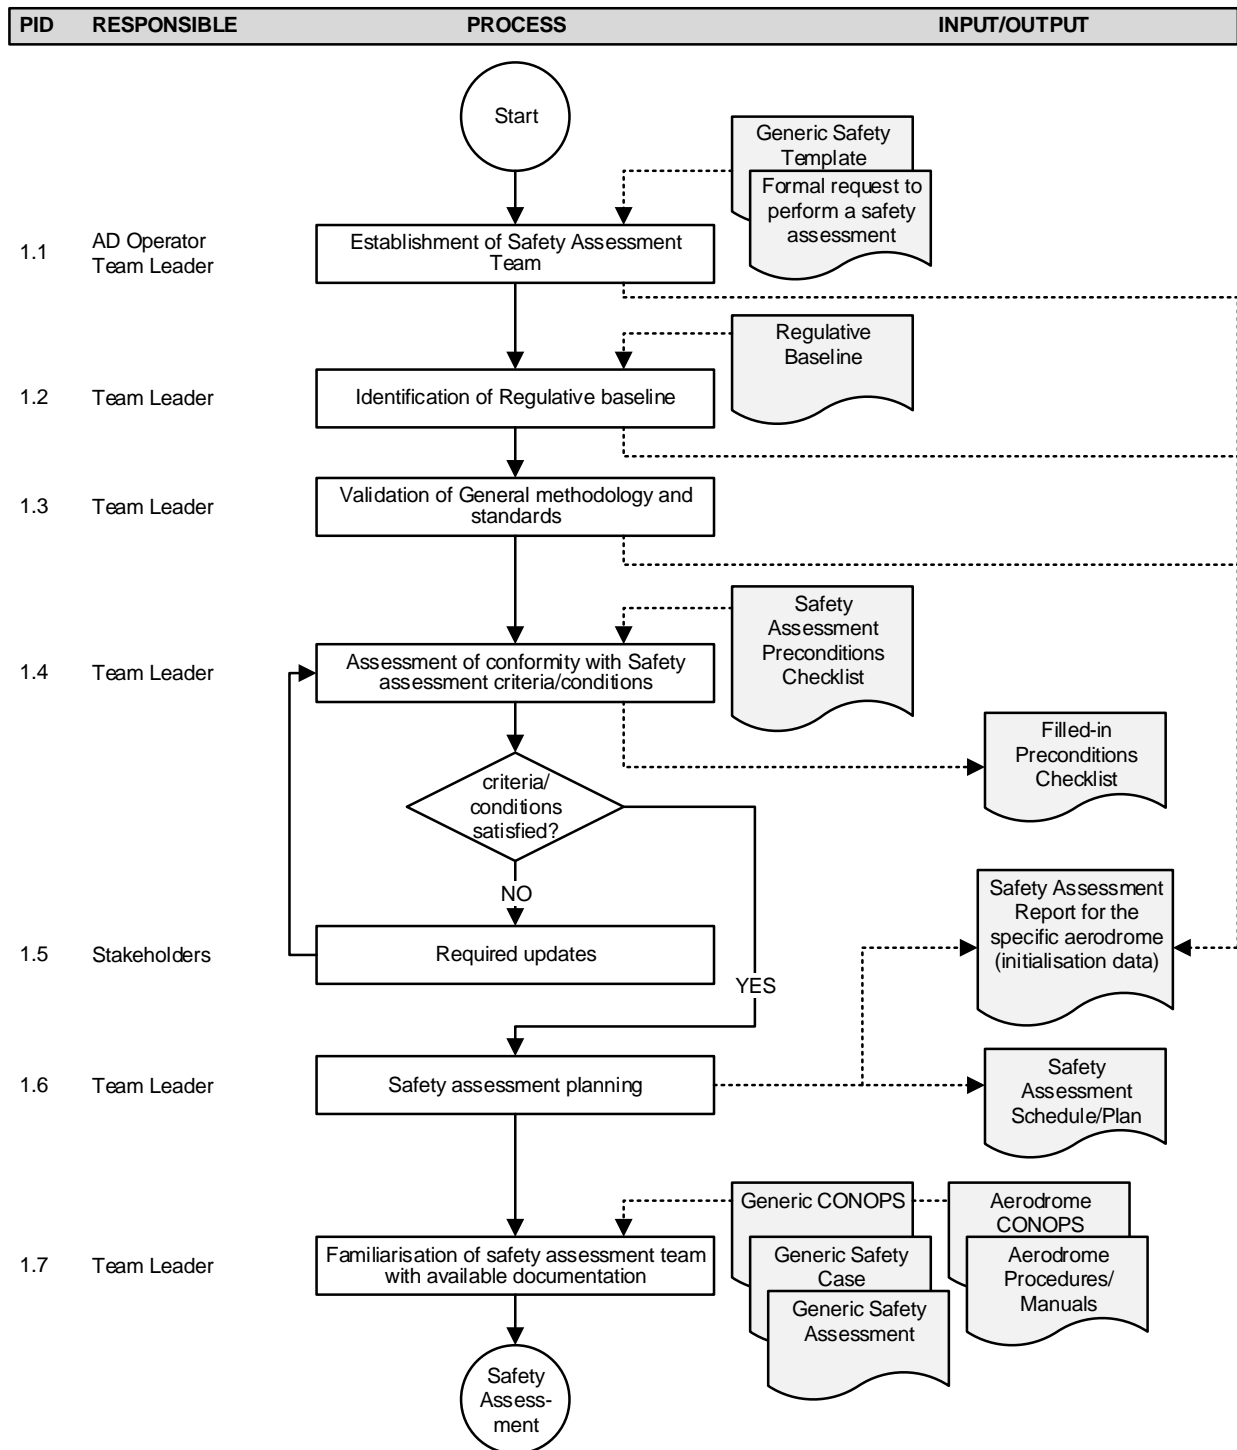 PID RESPONSIBLE PROCESS INPUT/OUTPUT
Start
Generic Safety
Template
Formal request to
perform a safety
assessment
1.1
AD Operator
Team Leader
Establishment of Safety Assessment
Team
Regulative
Baseline
1.2
Team Leader
Identification of Regulative baseline
1.3
Team Leader
Validation of General methodology and
standards
Safety
Assessment
Preconditions
Checklist
1.4
Team Leader
Assessment of conformity with Safety
assessment criteria/conditions
Filled-in
Preconditions
Checklist
criteria/
conditions
satisfied?
NO
Safety Assessment
Report for the
specific aerodrome
(initialisation data)
1.5
Stakeholders
Required updates
YES
1.6
Team Leader
Safety assessment planning
Safety
Assessment
Schedule/Plan
Generic CONOPS
Aerodrome
CONOPS
1.7
Team Leader
Familiarisation of safety assessment team
with available documentation
Generic Safety
Case
Aerodrome
Procedures/
Manuals
Generic Safety
Assessment
Safety
Assess-
ment